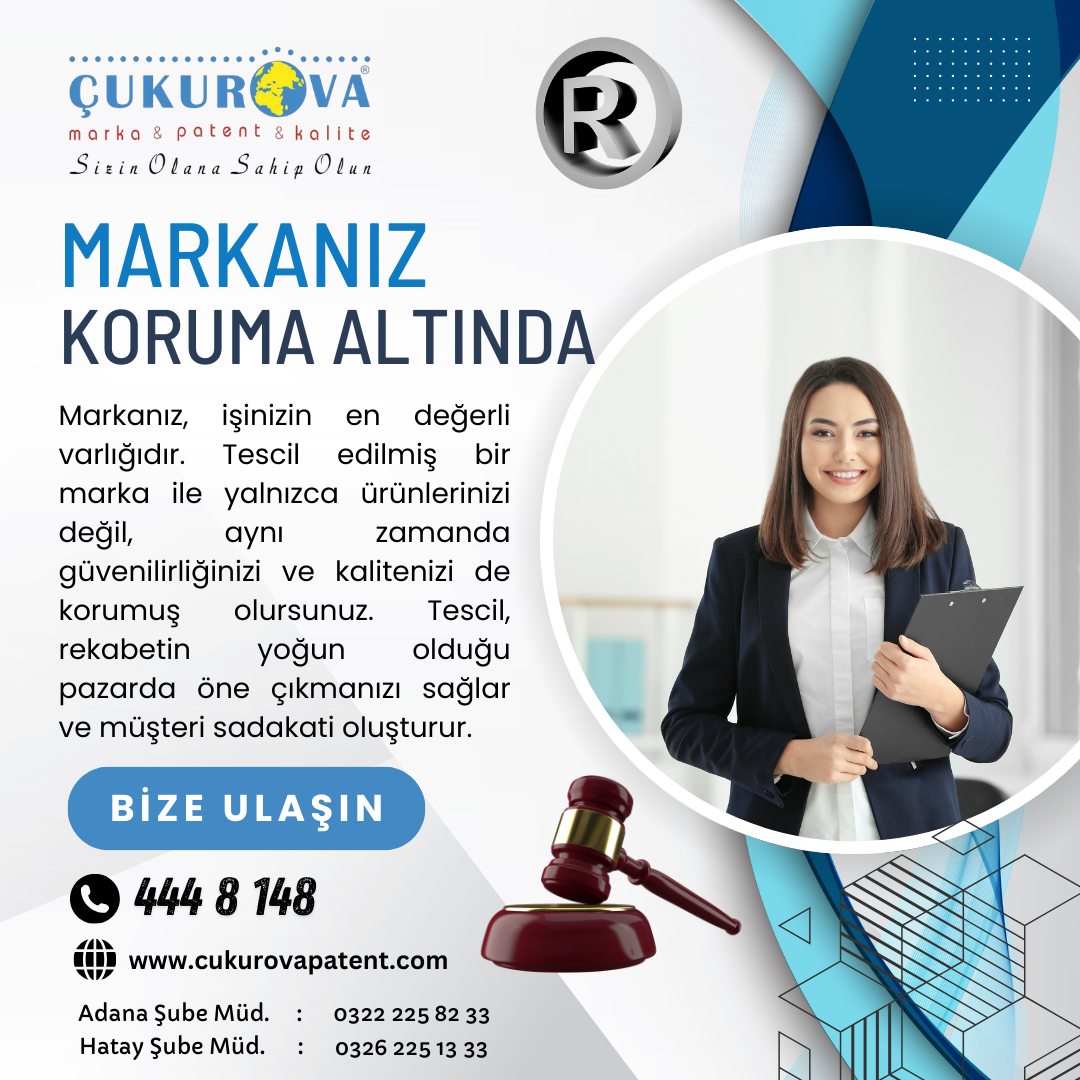 ÇUKUROVA®
marka & patent & kalite
Sizin Olana Sahip Olun
R
MARKANIZ
KORUMA ALTINDA
Markanız, işinizin en değerli
varlığıdır. Tescil edilmiş bir
marka ile yalnızca ürünlerinizi
değil, aynı zamanda
güvenilirliğinizi ve kalitenizi de
korumuş olursunuz. Tescil,
rekabetin yoğun olduğu
pazarda öne çıkmanızı sağlar
ve müşteri sadakati oluşturur.
BİZE ULAŞIN
444 8 148
www.cukurovapatent.com
Adana Şube Müd. : 0322 225 82 33
Hatay Şube Müd. : 0326 225 13 33